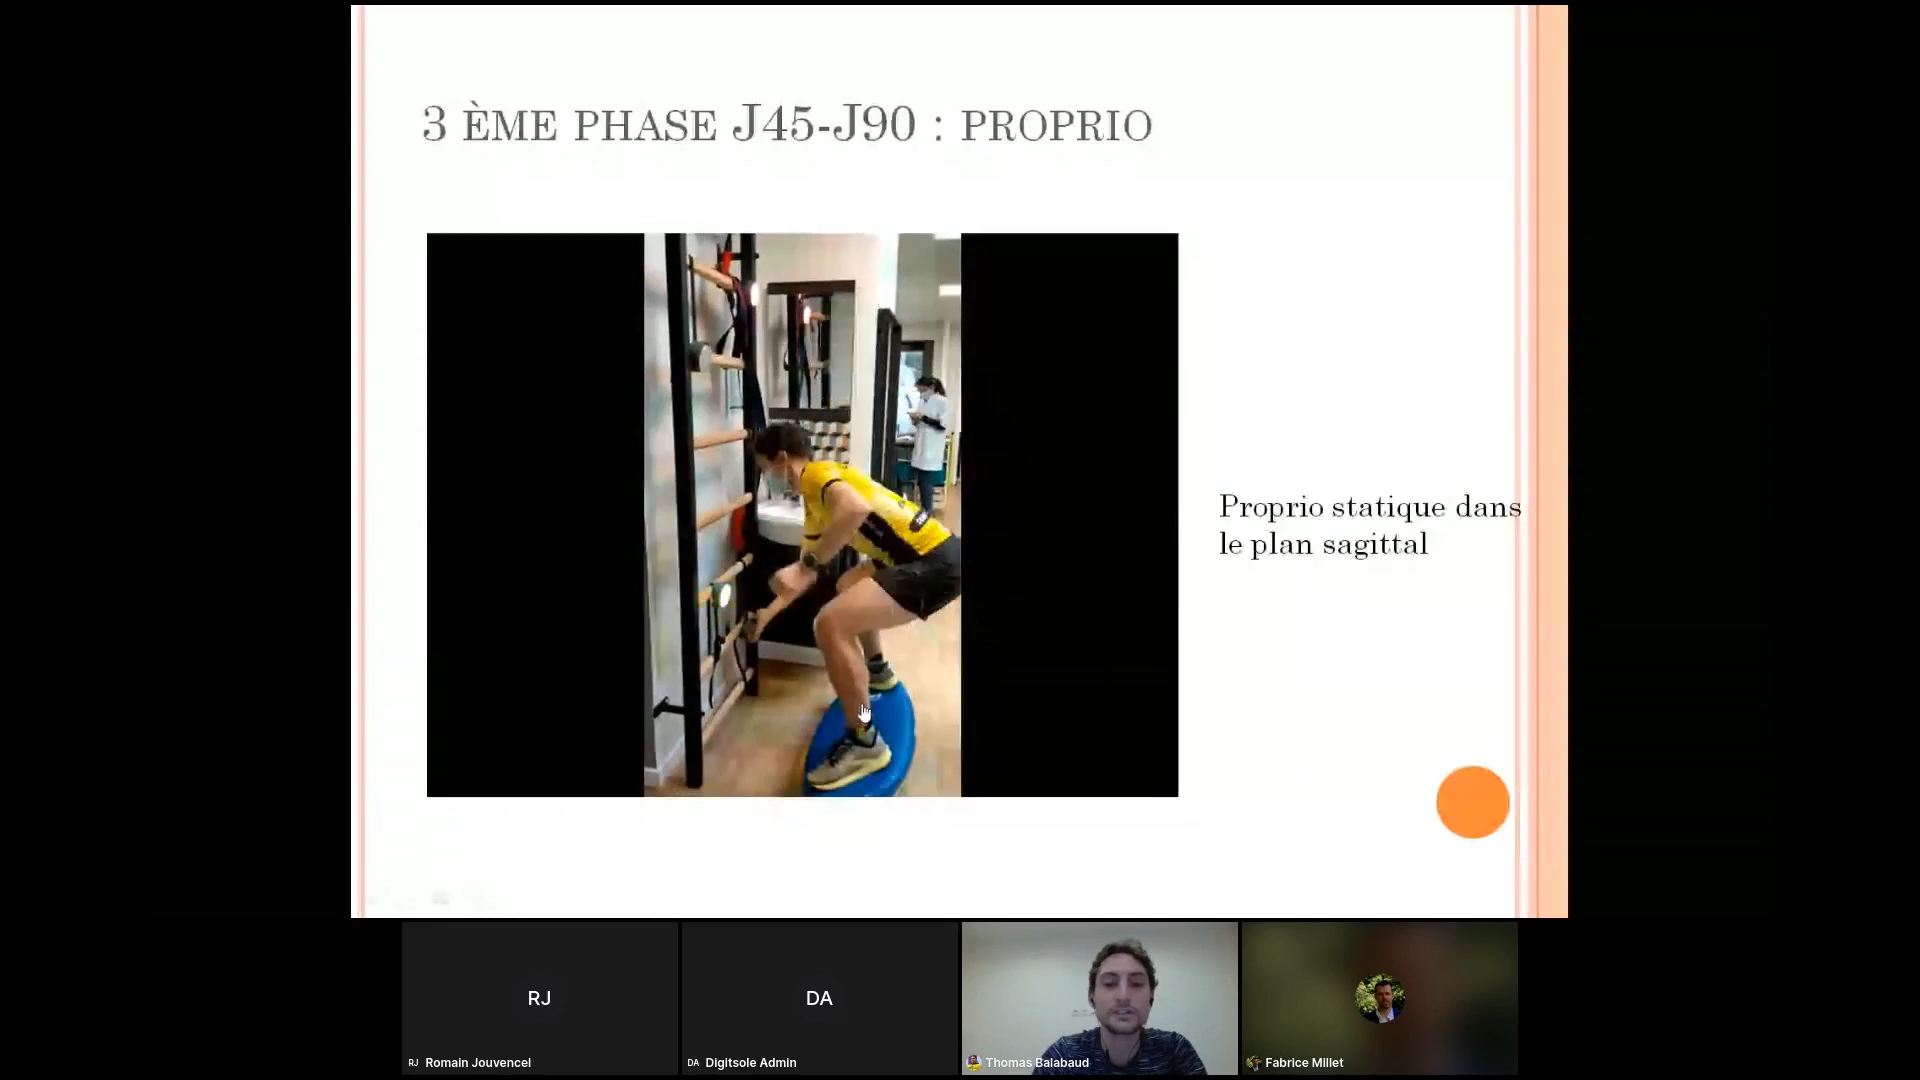 3 ÈME PHASE J45-J90 : PROPRIO
Proprio statique dans
le plan sagittal
RJ
DA
RJ Romain Jouvencel
DA Digitsole Admin
Thomas Balabaud
Fabrice Millet